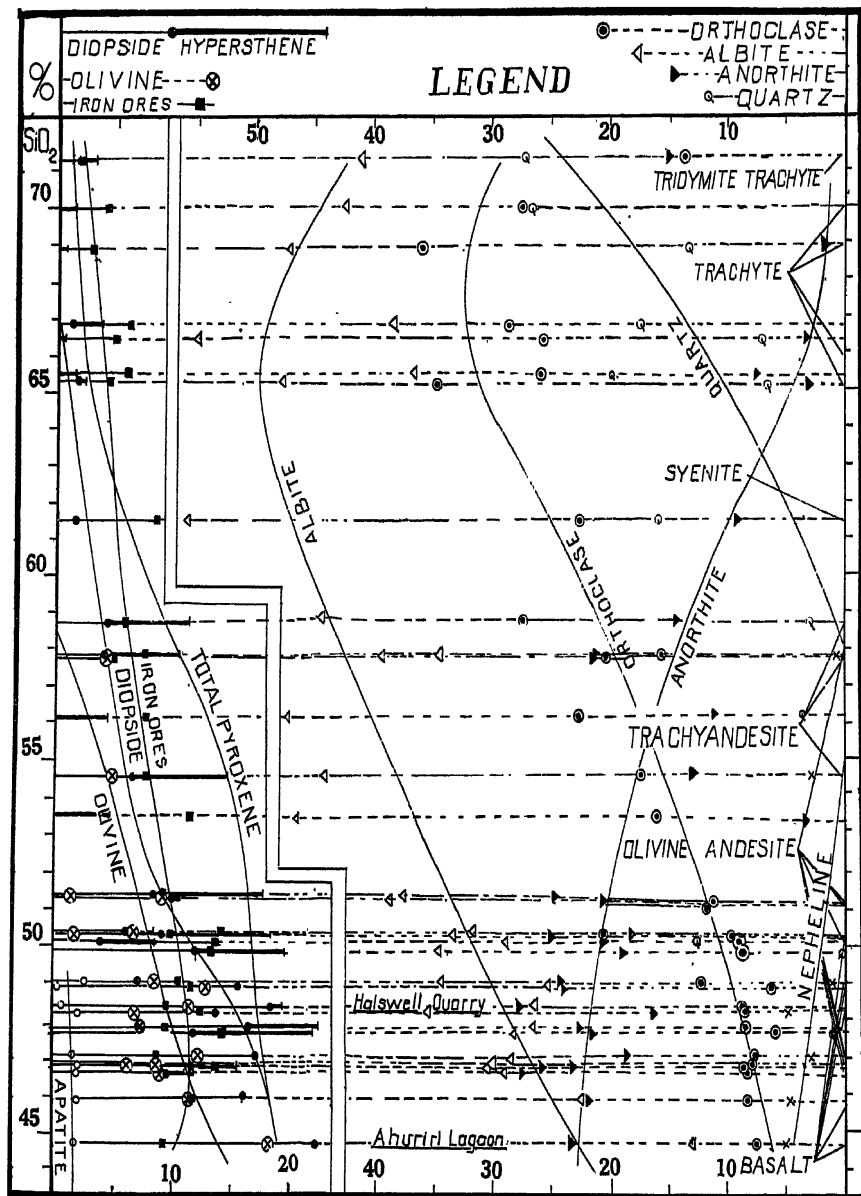 DIOPSIDE HYPERSTHENE
OLIVINE
IRON ORES
LEGEND
ORTHOCLASE
ALBITE
ANORTHITE
QUARTZ
%
SiO2
50 40 30 20 10
70
65
60
55
50
45
TRIDYMITE TRACHYTE
TRACHYTE
QUARTZ
SYENITE
ALBITE
ORTHOCLASE
ANORTHITE
TOTAL PYROXENE
IRON ORES
DIOPSIDE
OLIVINE
TRACHYANDESITE
OLIVINE ANDESITE
NEPHELINE
Halswell Quarry
APATITE
Ahuriri Lagoon
BASALT
10 20 40 30 20 10